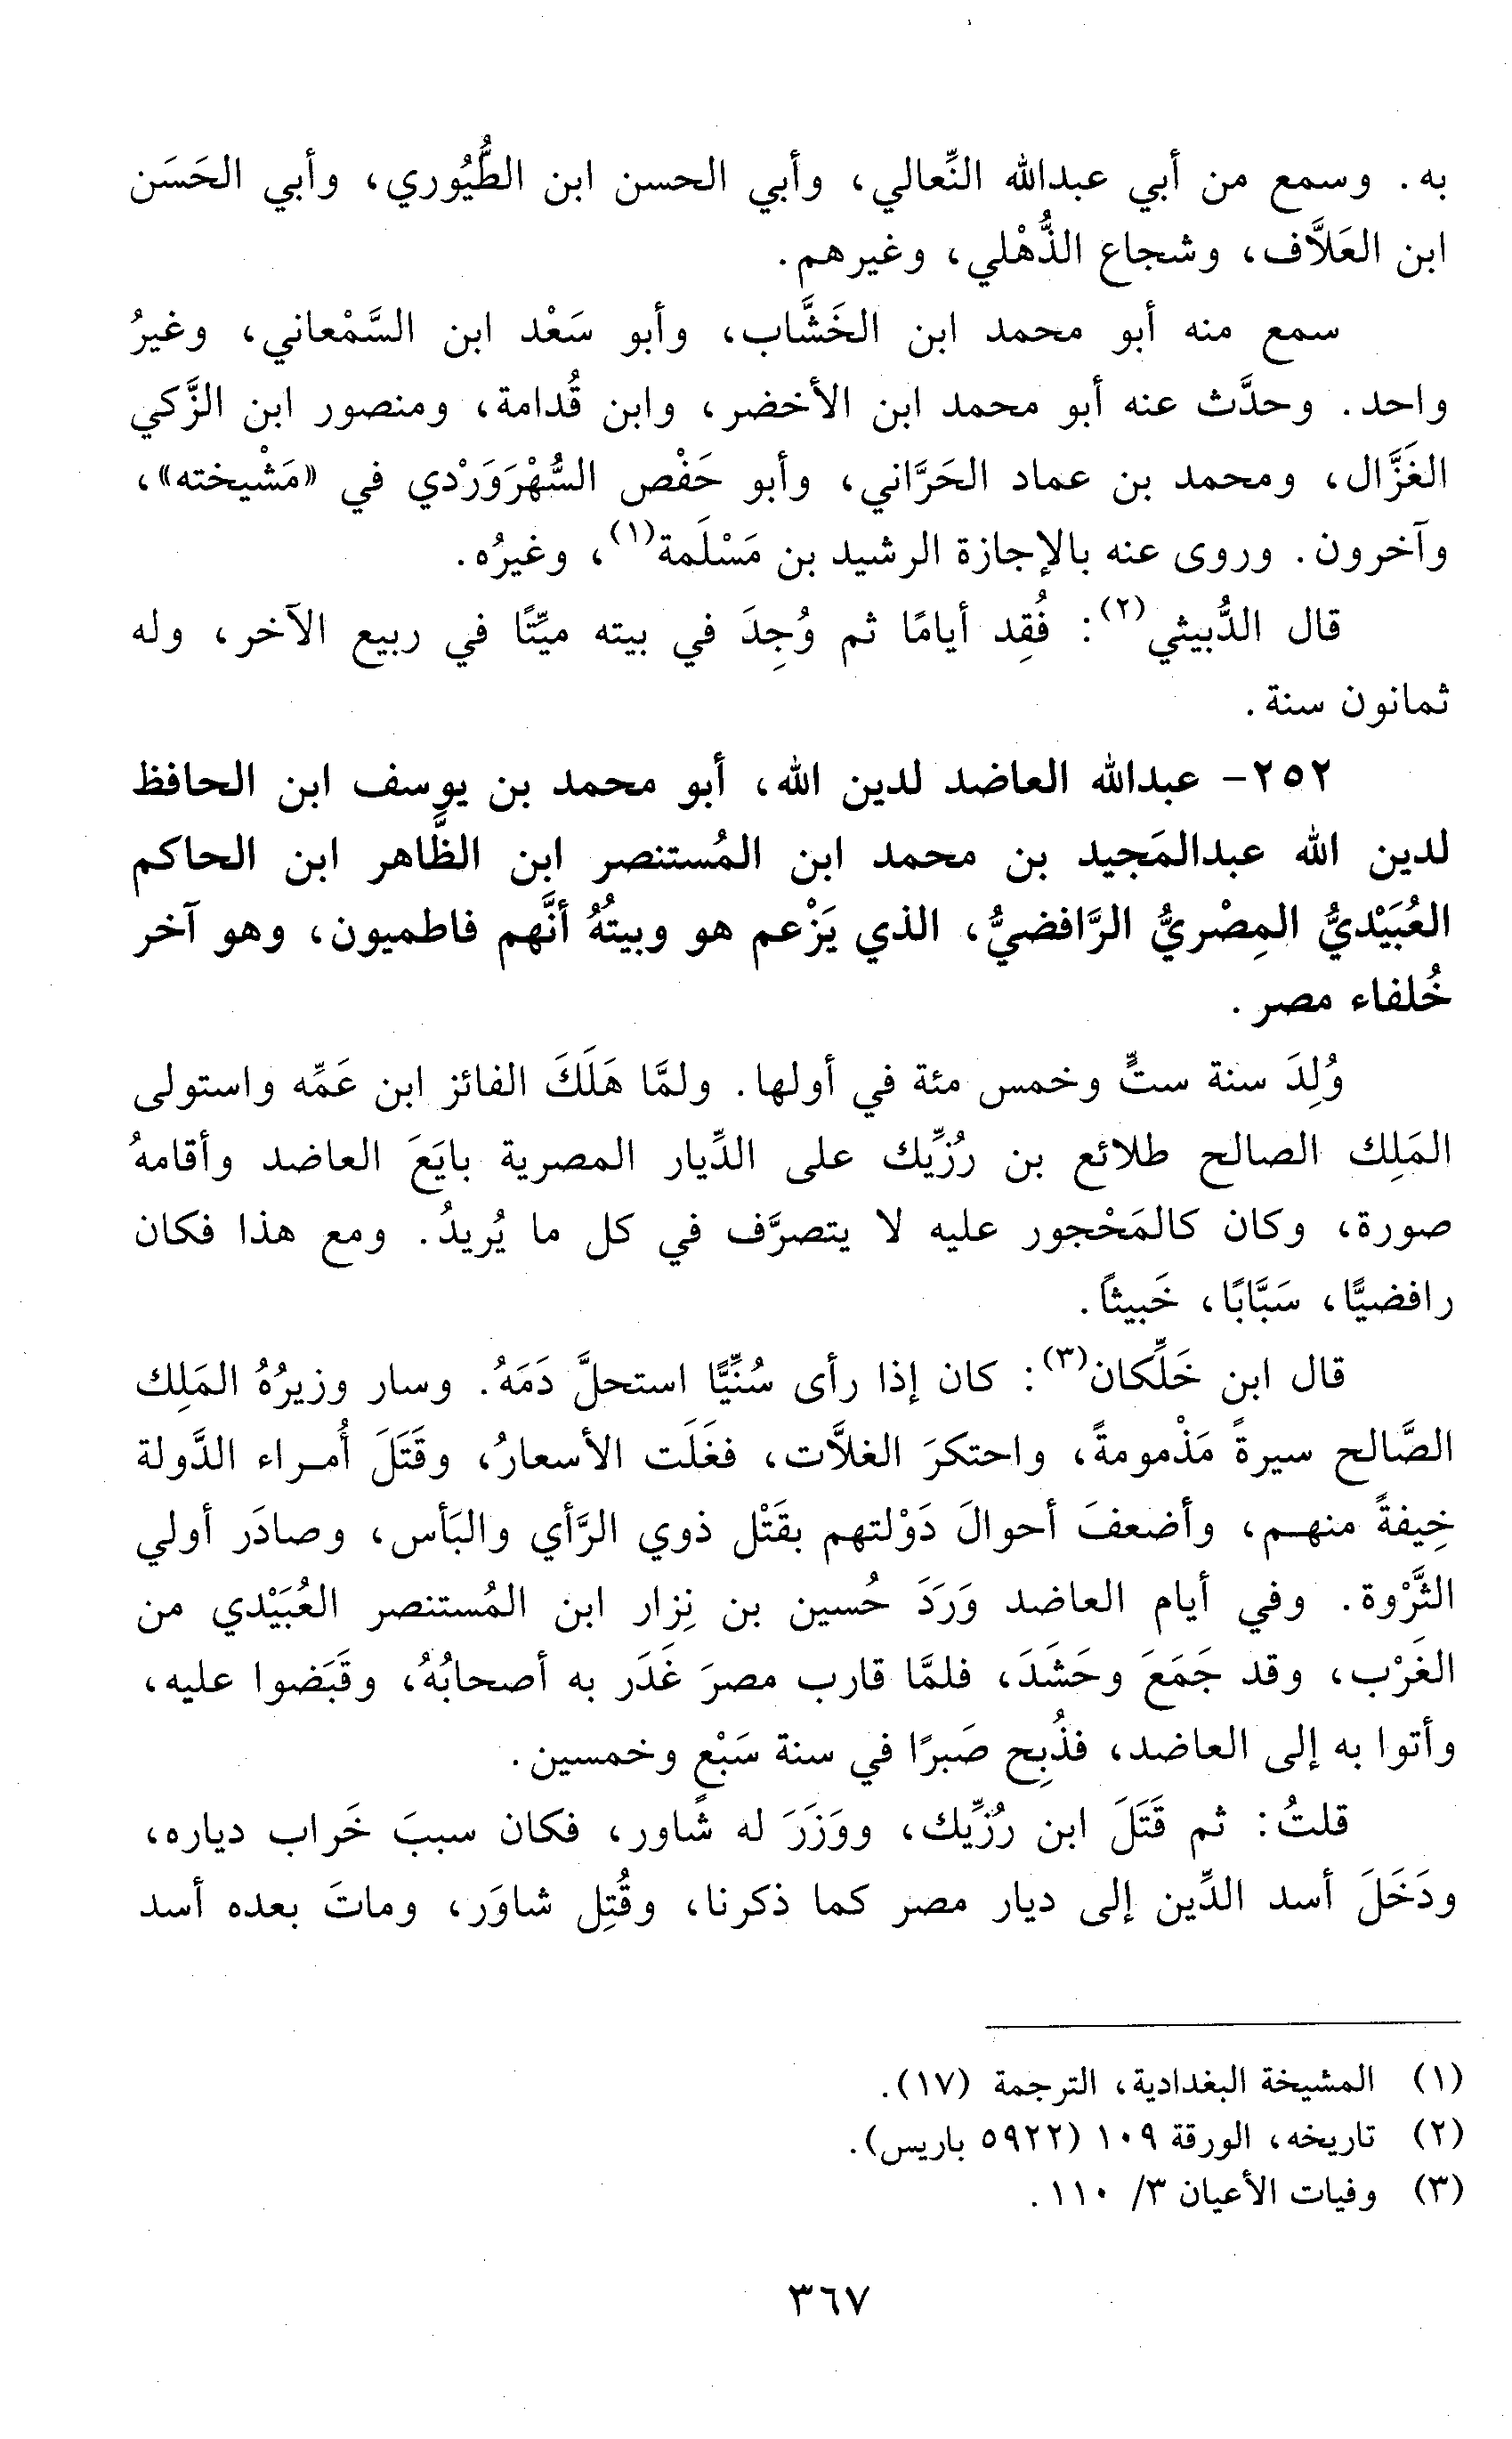 به. وسمع من أبي عبدالله النِّعالي، وأبي الحسن ابن الطُّيُوري، وأبي الحَسَن
ابن العَلاَّف، وشجاع الذُّهْلي، وغيرهم.
سمع منه أبو محمد ابن الخَشَّاب، وأبو سَعْد ابن السَّمْعاني، وغيرُ
واحد. وحدَّث عنه أبو محمد ابن الأخضر، وابن قُدامة، ومنصور ابن الزَّكي
الغَزَّال، ومحمد بن عماد الحَرَّاني، وأبو حَفْص السُّهْرَوَرْدي في «مَشْيخته»،
وآخرون. وروى عنه بالإجازة الرشيد بن مَسْلَمة(١)، وغيرُه.
قال الدُّبيثي(٢): فُقِد أيامًا ثم وُجِدَ في بيته ميِّتًا في ربيع الآخر، وله
ثمانون سنة.
٢٥٢- عبدالله العاضد لدين الله، أبو محمد بن يوسف ابن الحافظ
لدين الله عبدالمَجيد بن محمد ابن المُستنصر ابن الظَّاهر ابن الحاكم
العُبَيْديُّ المِصْريُّ الرَّافضيُّ، الذي يَزْعم هو وبيتُهُ أنَّهم فاطميون، وهو آخر
خُلفاء مصر.
وُلِدَ سنة ستٍّ وخمس مئة في أولها. ولمَّا هَلَكَ الفائز ابن عَمِّه واستولى
المَلِك الصالح طلائع بن رُزِّيك على الدِّيار المصرية بايَعَ العاضد وأقامهُ
صورة، وكان كالمَحْجور عليه لا يتصرَّف في كل ما يُريدُ. ومع هذا فكان
رافضيًّا، سَبَّابًا، خَبيثاً.
قال ابن خَلِّكان(٣): كان إذا رأى سُنِّيًّا استحلَّ دَمَهُ. وسار وزيرُهُ المَلِك
الصَّالح سيرةً مَذْمومةً، واحتكرَ الغلاَّت، فغَلَت الأسعارُ، وقَتَلَ أُمراء الدَّولة
خِيفةً منهم، وأضعفَ أحوالَ دَوْلتهم بقَتْل ذوي الرَّأي والبَأس، وصادَر أولي
الثَّرْوة. وفي أيام العاضد وَرَدَ حُسين بن نِزار ابن المُستنصر العُبَيْدي من
الغَرْب، وقد جَمَعَ وحَشَدَ، فلمَّا قارب مصرَ غَدَر به أصحابُهُ، وقَبَضوا عليه،
وأتوا به إلى العاضد، فذُبِح صَبرًا في سنة سَبْعٍ وخمسين.
قلتُ: ثم قَتَلَ ابن رُزِّيك، ووَزَرَ له شاور، فكان سببَ خَراب دياره،
ودَخَلَ أسد الدِّين إلى ديار مصر كما ذكرنا، وقُتِل شاوَر، وماتَ بعده أسد
(١) المشيخة البغدادية، الترجمة (١٧).
(٢) تاريخه، الورقة ١٠٩ (٥٩٢٢ باريس).
(٣) وفيات الأعيان ٣/ ١١٠.
٣٦٧